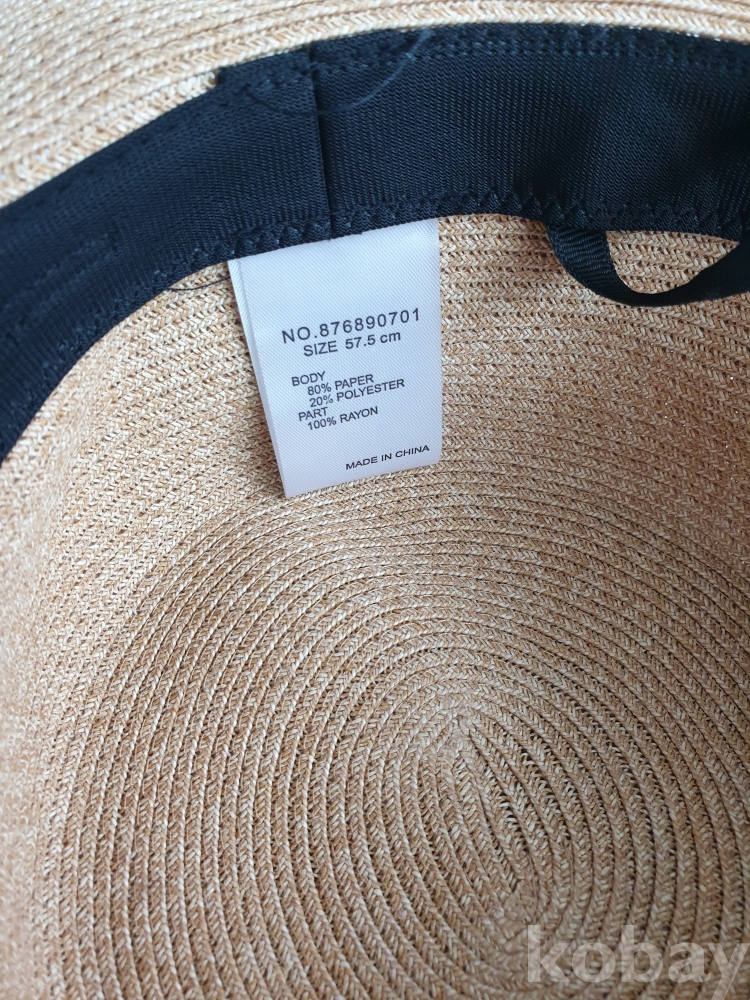 NO.876890701
SIZE 57.5 cm
BODY
80% PAPER
20% POLYESTER
PART
100% RAYON
MADE IN CHINA
kobay